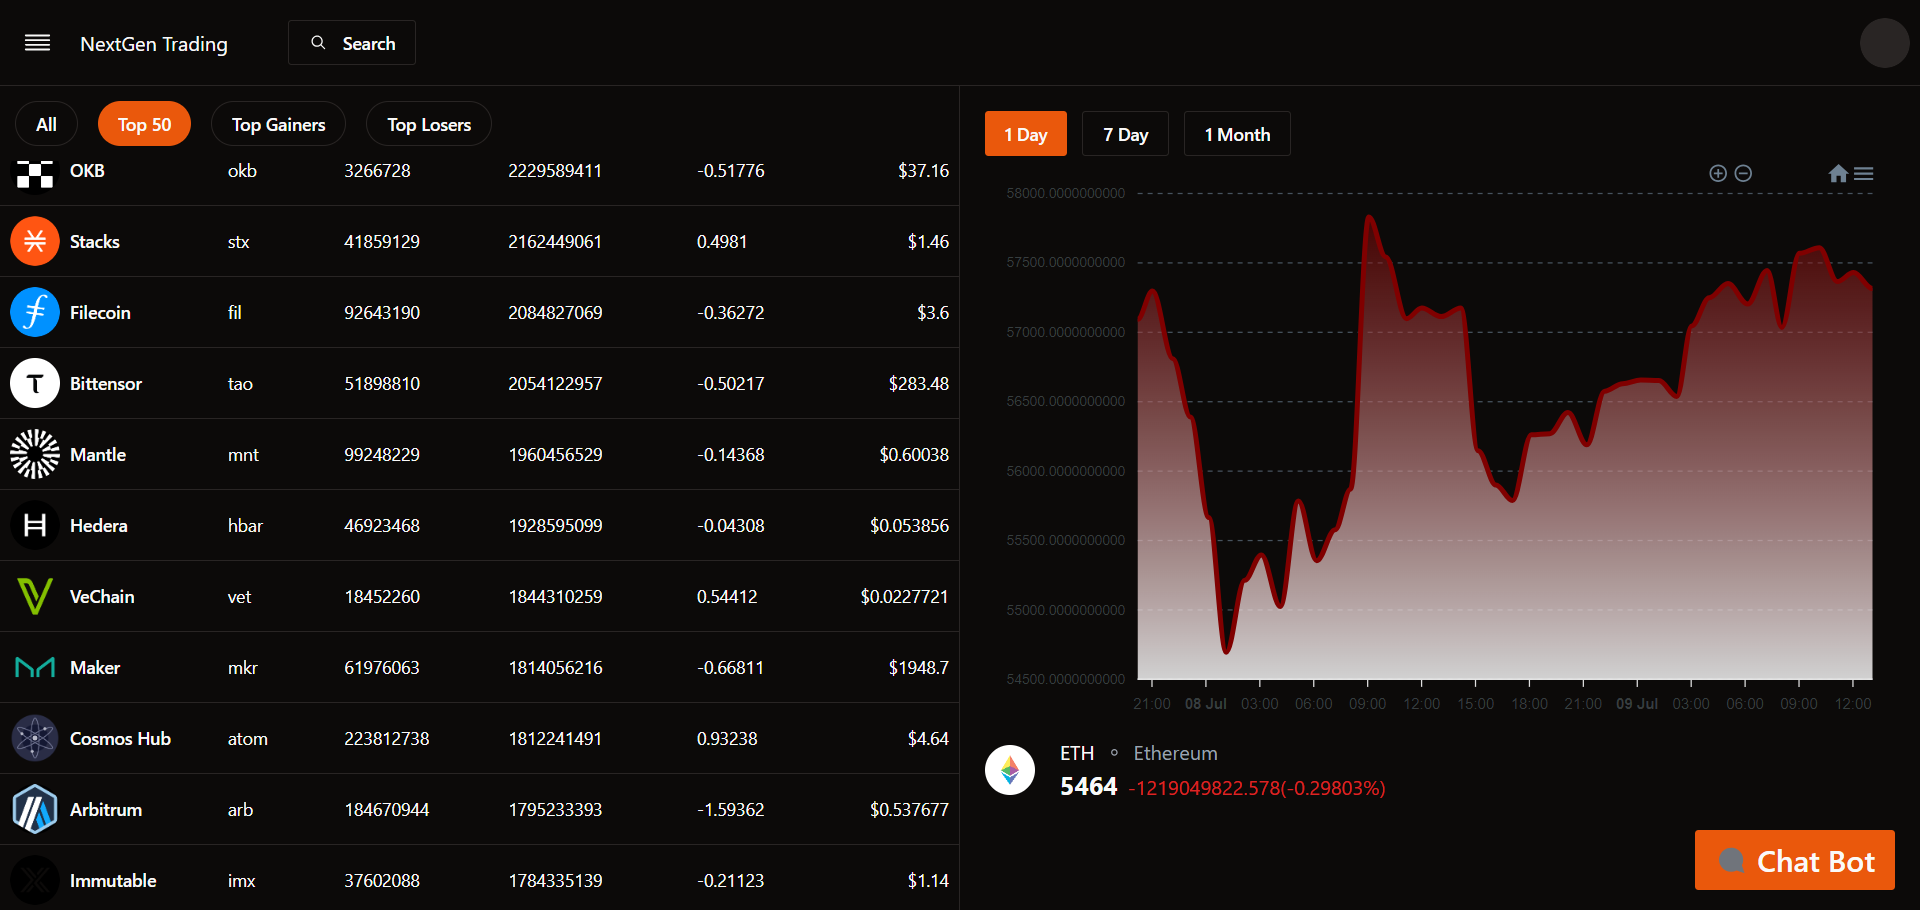 NextGen Trading
Search
All
Top 50
Top Gainers
Top Losers
OKB okb 3266728 2229589411 -0.51776 $37.16
Stacks stx 41859129 2162449061 0.4981 $1.46
Filecoin fil 92643190 2084827069 -0.36272 $3.6
Bittensor tao 51898810 2054122957 -0.50217 $283.48
Mantle mnt 99248229 1960456529 -0.14368 $0.60038
Hedera hbar 46923468 1928595099 -0.04308 $0.053856
VeChain vet 18452260 1844310259 0.54412 $0.0227721
Maker mkr 61976063 1814056216 -0.66811 $1948.7
Cosmos Hub atom 223812738 1812241491 0.93238 $4.64
Arbitrum arb 184670944 1795233393 -1.59362 $0.537677
Immutable imx 37602088 1784335139 -0.21123 $1.14
1 Day
7 Day
1 Month
58000.0000000000
57500.0000000000
57000.0000000000
56500.0000000000
56000.0000000000
55500.0000000000
55000.0000000000
54500.0000000000
21:00 08 Jul 03:00 06:00 09:00 12:00 15:00 18:00 21:00 09 Jul 03:00 06:00 09:00 12:00
ETH Ethereum
5464 -1219049822.578(-0.29803%)
Chat Bot